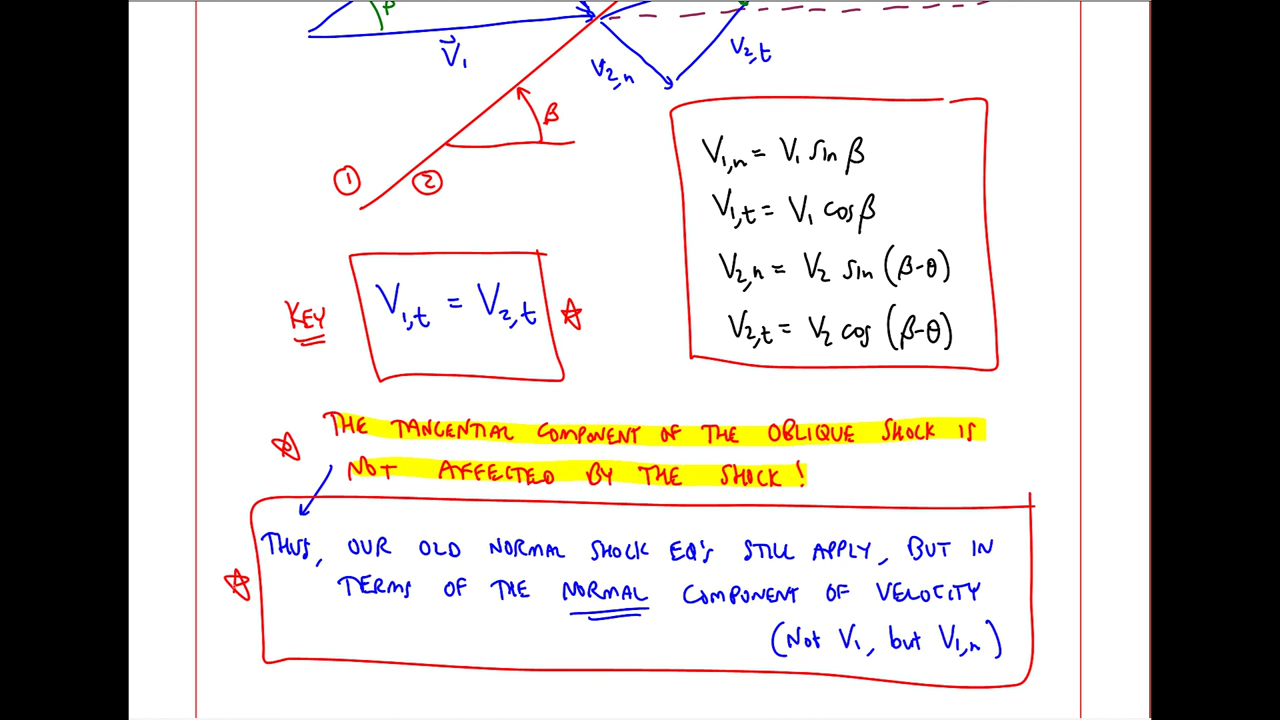 β
V⃗₁
V₂,n
V₂,t
β
① ②
V₁,n = V₁ sin β
V₁,t = V₁ cos β
V₂,n = V₂ sin (β-θ)
V₂,t = V₂ cos (β-θ)
KEY V₁,t = V₂,t
THE TANGENTIAL COMPONENT OF THE OBLIQUE SHOCK IS
NOT AFFECTED BY THE SHOCK!
THUS, OUR OLD NORMAL SHOCK EQ'S STILL APPLY, BUT IN
TERMS OF THE NORMAL COMPONENT OF VELOCITY
(Not V₁, but V₁,n)